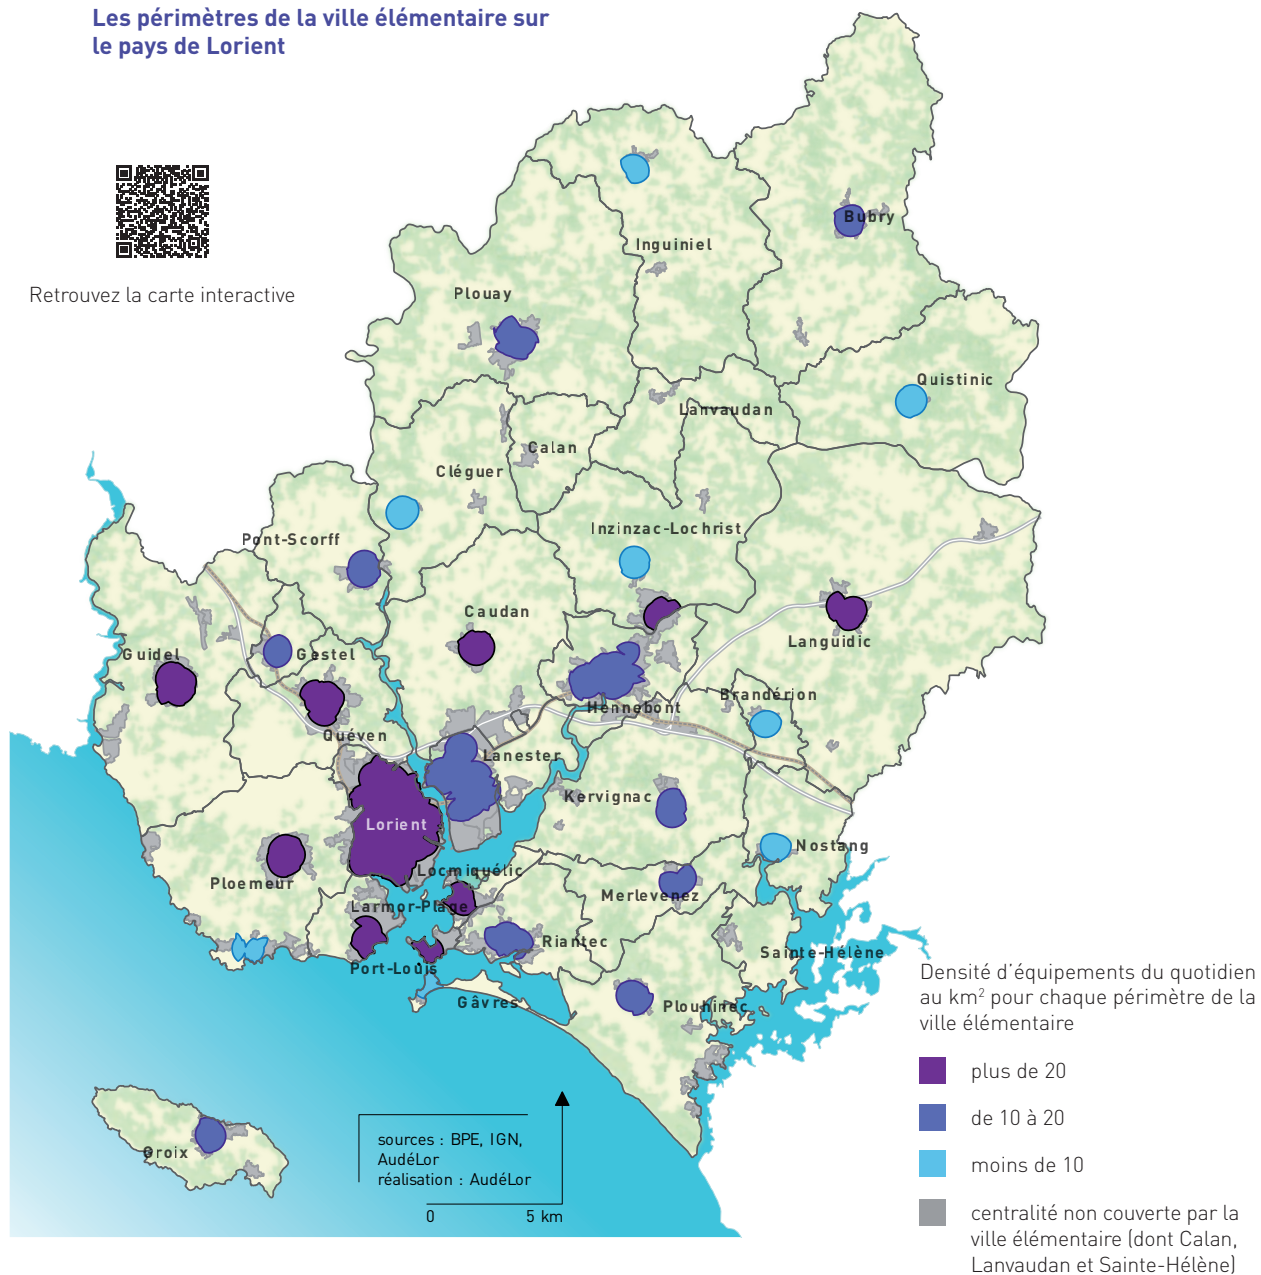 Les périmètres de la ville élémentaire sur
le pays de Lorient
Retrouvez la carte interactive
Bubry
Inguiniel
Plouay
Quistinic
Lanvaudan
Calan
Cléguer
Inzinzac-Lochrist
Pont-Scorff
Caudan
Languidic
Guidel
Gestel
Brandérion
Hennebont
Quéven
Lanester
Kervignac
Lorient
Nostang
Locmiquélic
Ploemeur
Merlevenez
Larmor-Plage
Riantec
Sainte-Hélène
Port-Louis
Gâvres
Plouhinec
Groix
sources : BPE, IGN,
AudéLor
réalisation : AudéLor
0 5 km
Densité d'équipements du quotidien
au km² pour chaque périmètre de la
ville élémentaire
plus de 20
de 10 à 20
moins de 10
centralité non couverte par la
ville élémentaire (dont Calan,
Lanvaudan et Sainte-Hélène)